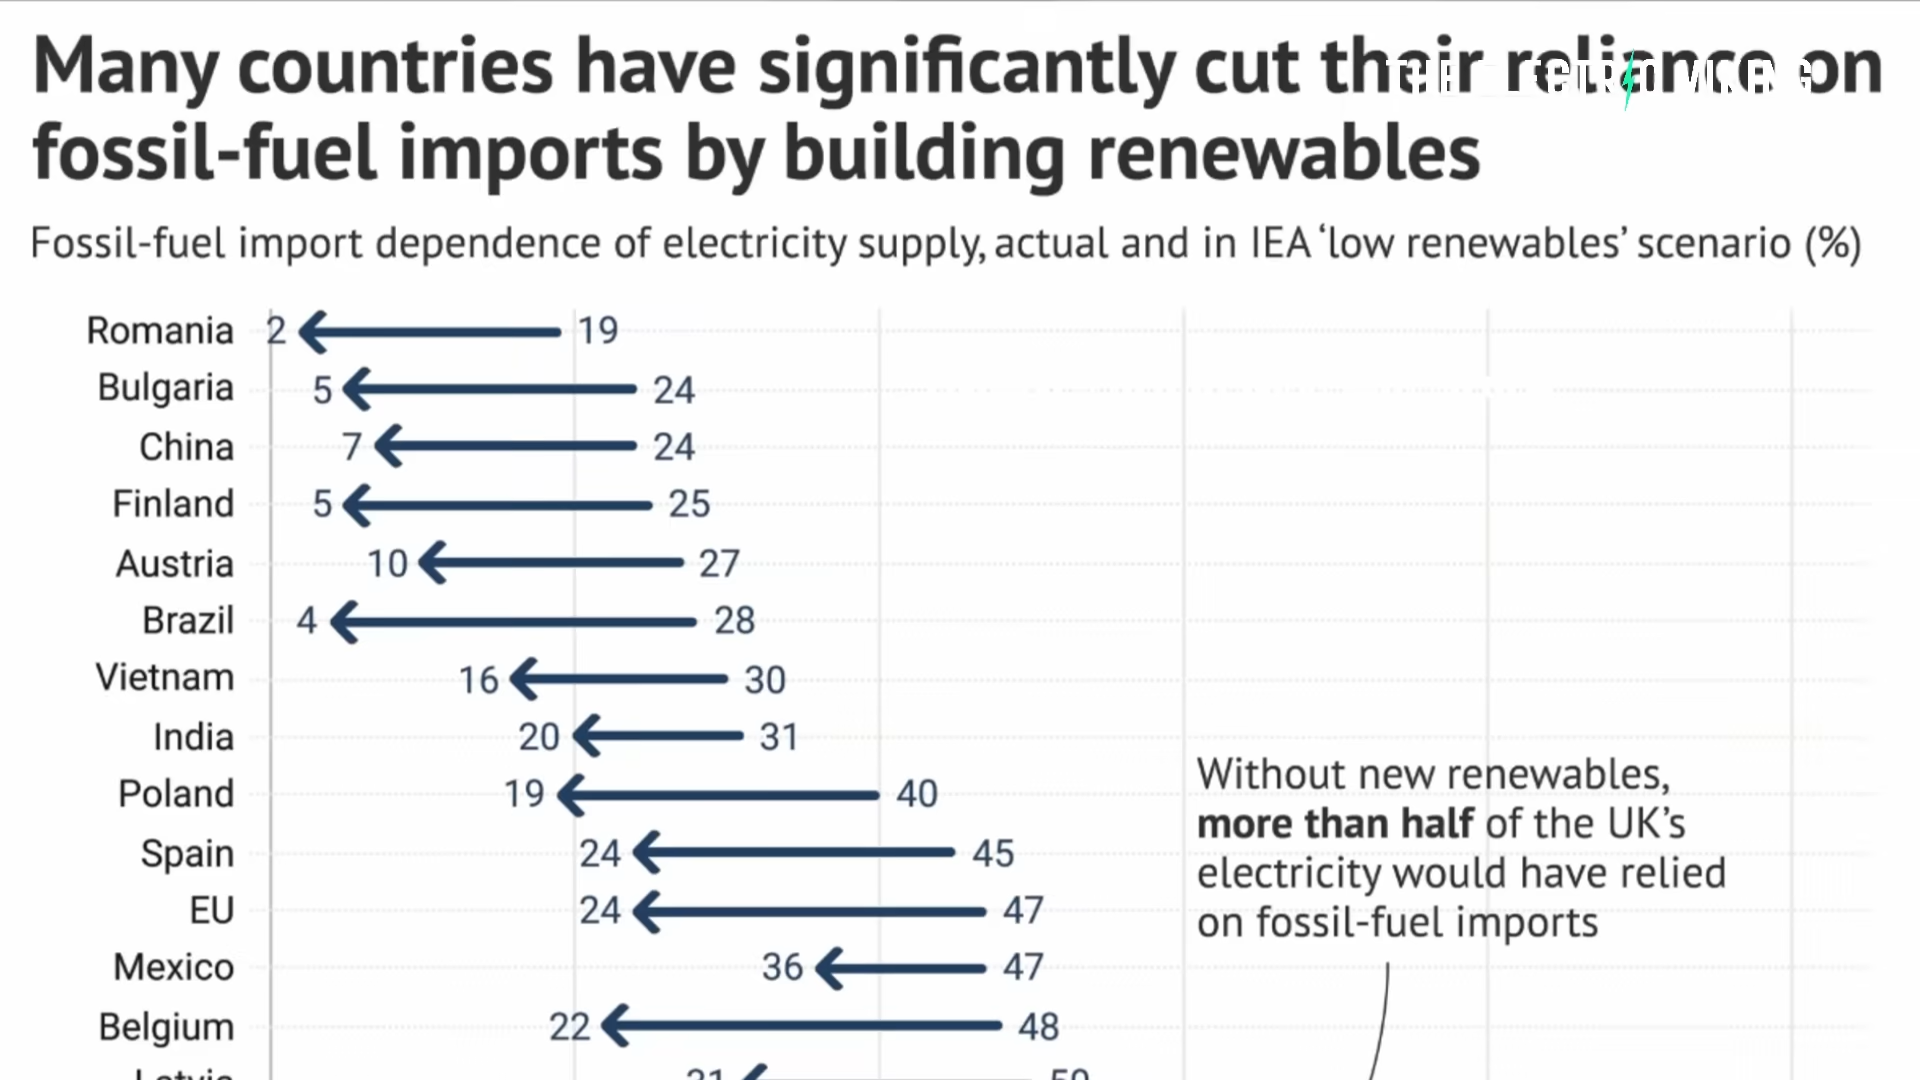 Many countries have significantly cut their reliance on
fossil-fuel imports by building renewables
Fossil-fuel import dependence of electricity supply, actual and in IEA ‘low renewables’ scenario (%)
Romania 2 19
Bulgaria 5 24
China 7 24
Finland 5 25
Austria 10 27
Brazil 4 28
Vietnam 16 30
India 20 31
Poland 19 40
Spain 24 45
EU 24 47
Mexico 36 47
Belgium 22 48
Without new renewables,
more than half of the UK’s
electricity would have relied
on fossil-fuel imports